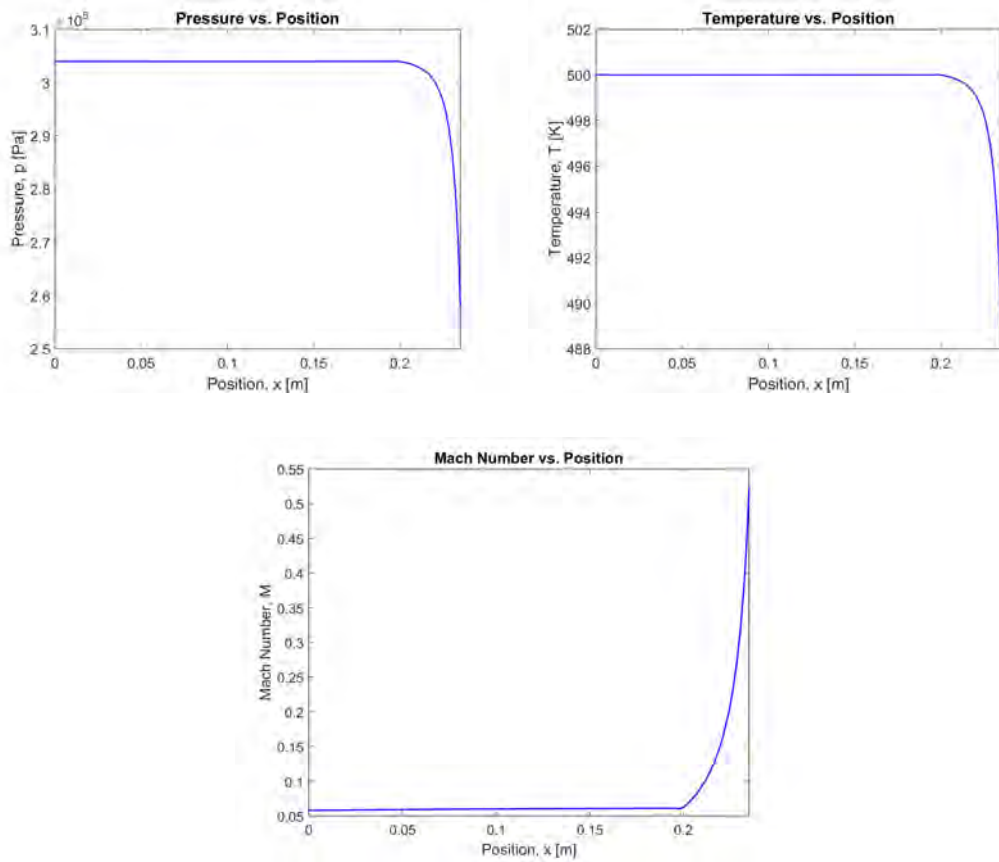 Pressure vs. Position
× 10⁵
3.1
3
2.9
2.8
2.7
2.6
2.5
Pressure, p [Pa]
0 0.05 0.1 0.15 0.2
Position, x [m]
Temperature vs. Position
502
500
498
496
494
492
490
488
Temperature, T [K]
0 0.05 0.1 0.15 0.2
Position, x [m]
Mach Number vs. Position
0.55
0.5
0.45
0.4
0.35
0.3
0.25
0.2
0.15
0.1
0.05
Mach Number, M
0 0.05 0.1 0.15 0.2
Position, x [m]